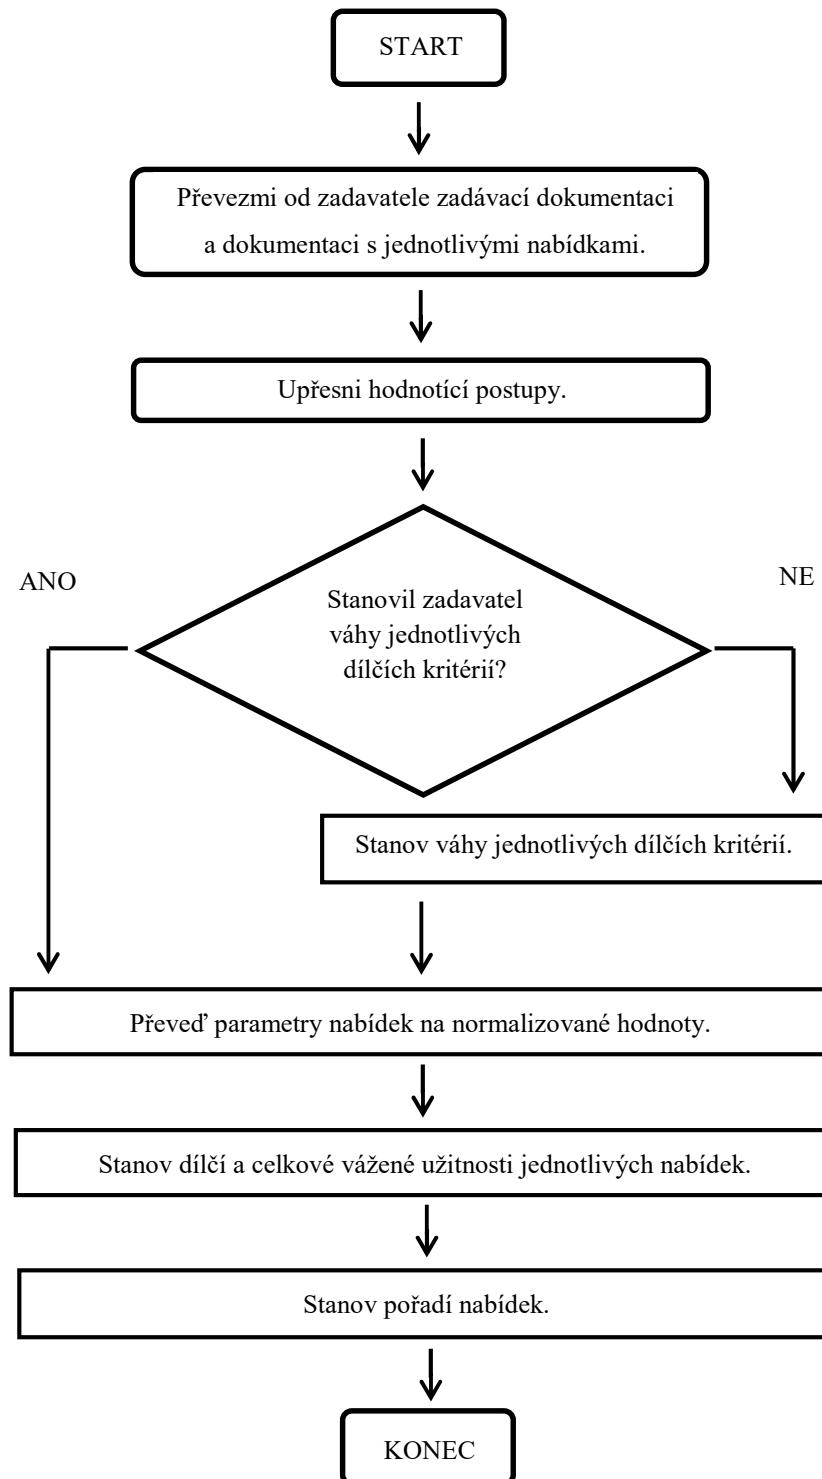 START
Převezmi od zadavatele zadávací dokumentaci
a dokumentaci s jednotlivými nabídkami.
Upřesni hodnotící postupy.
ANO
NE
Stanovil zadavatel
váhy jednotlivých
dílčích kritérií?
Stanov váhy jednotlivých dílčích kritérií.
Převeď parametry nabídek na normalizované hodnoty.
Stanov dílčí a celkové vážené užitnosti jednotlivých nabídek.
Stanov pořadí nabídek.
KONEC